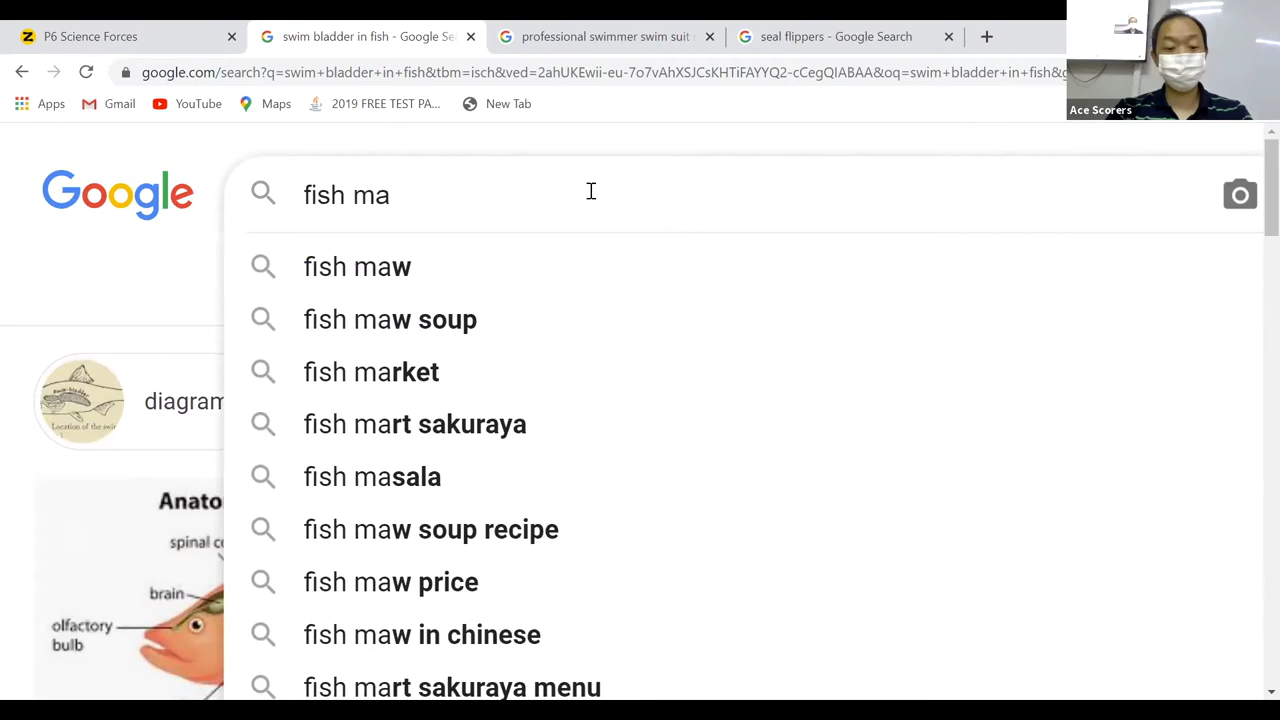 P6 Science Forces
swim bladder in fish - Google Sea
professional swimmer swim suit
seal flippers - Google Search
google.com/search?q=swim+bladder+in+fish&tbm=isch&ved=2ahUKEwii-eu-7o7vAhXSJCsKHTiFAYYQ2-cCegQIABAA&oq=swim+bladder+in+fish&g
Apps
Gmail
YouTube
Maps
2019 FREE TEST PA...
New Tab
Ace Scorers
Google
fish ma
fish maw
fish maw soup
fish market
fish mart sakuraya
fish masala
fish maw soup recipe
fish maw price
fish maw in chinese
fish mart sakuraya menu
diagram
Anato
spinal co
brain
olfactory
bulb